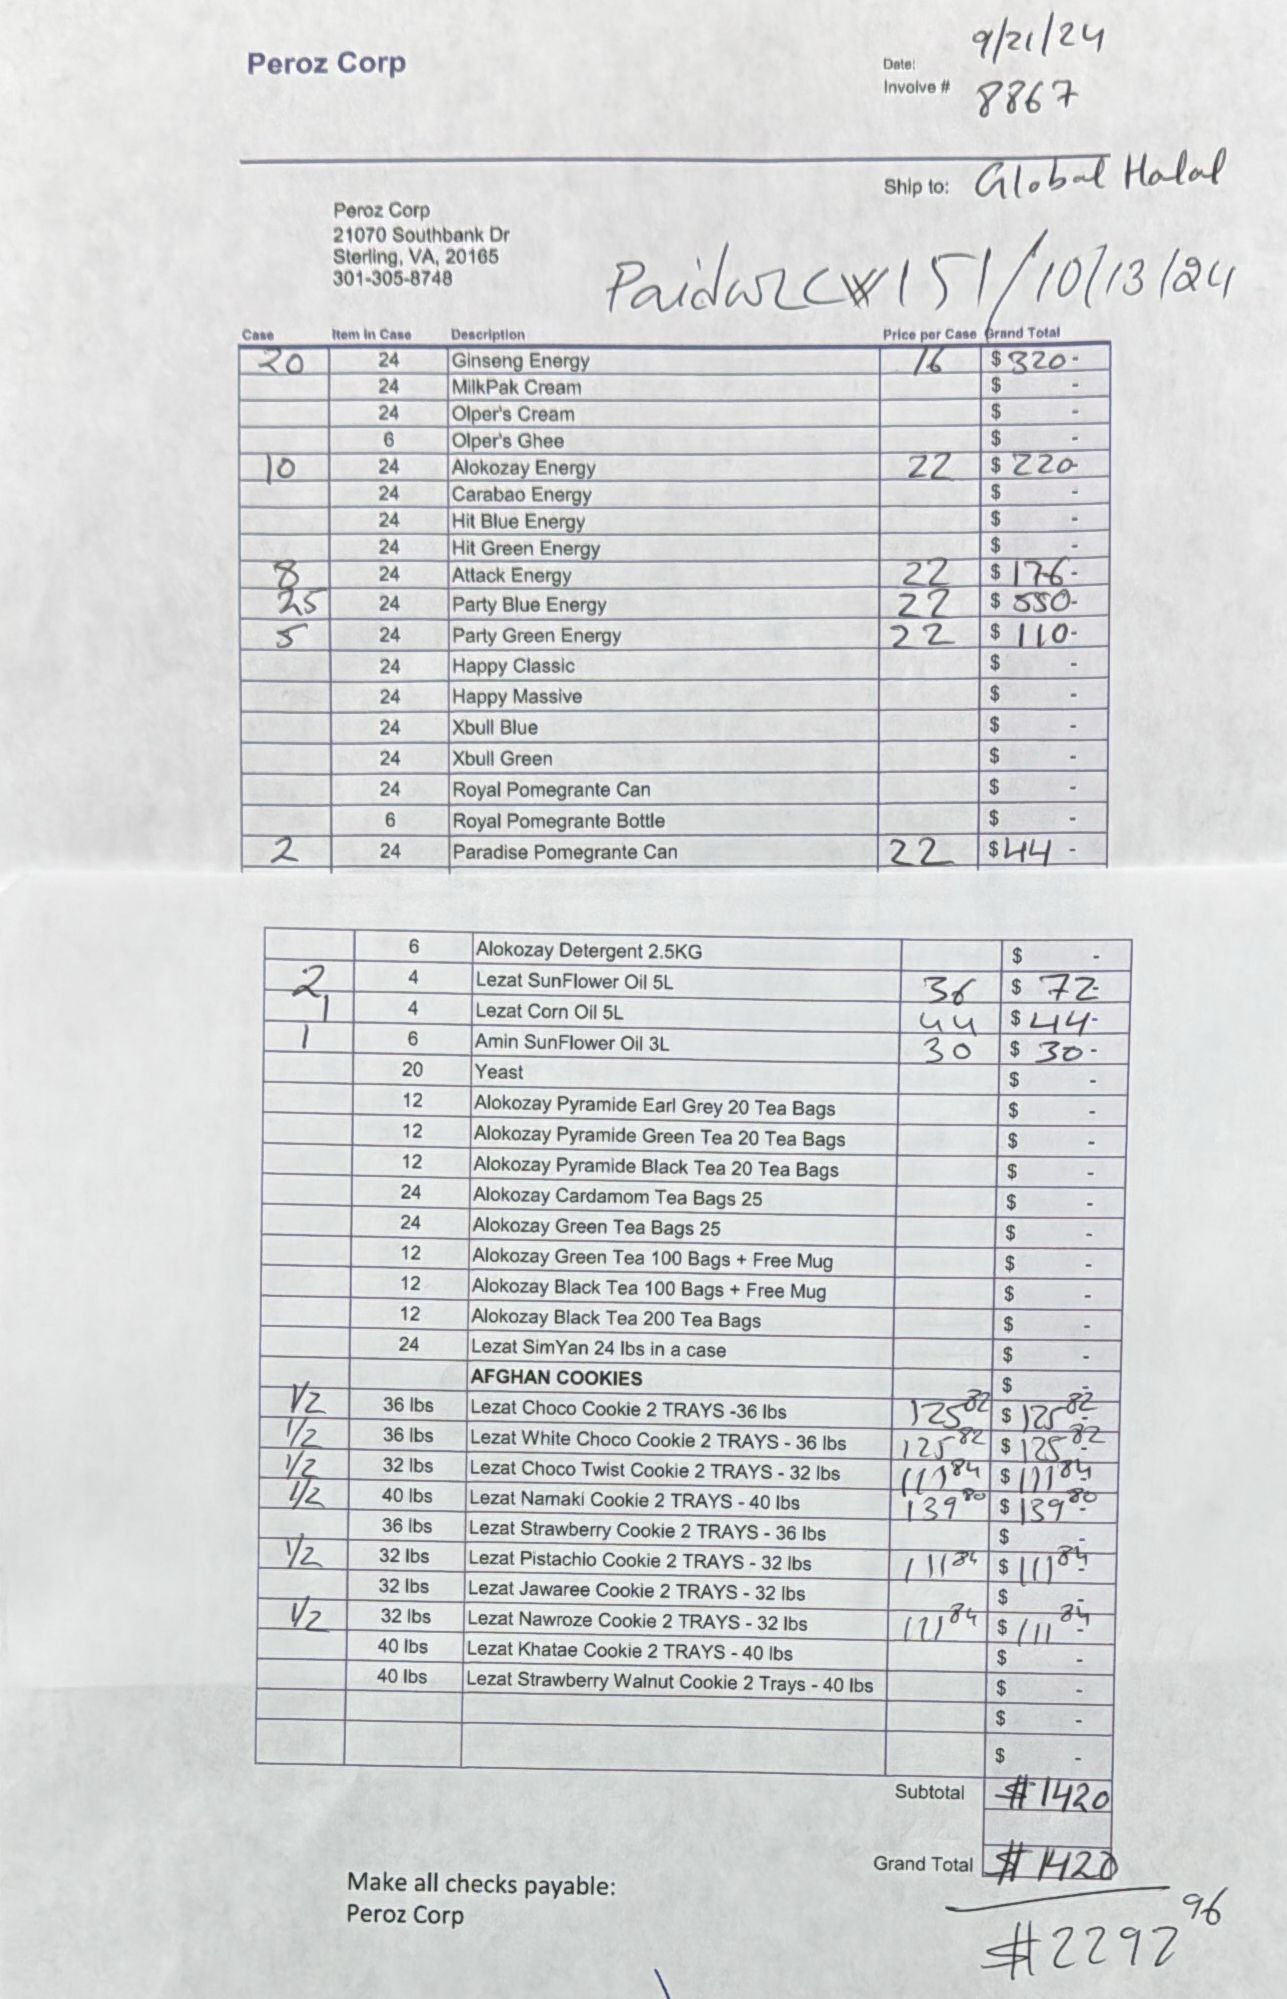 Peroz Corp
Date: 9/21/24
Involve # 8867
Ship to: Global Halal
Peroz Corp
21070 Southbank Dr
Sterling, VA, 20165
301-305-8748
Paid 151/10/13/24
Case Item in Case Description Price per Case Grand Total
20 24 Ginseng Energy 16 $ 320-
24 MilkPak Cream $ -
24 Olper's Cream $ -
6 Olper's Ghee $ -
10 24 Alokozay Energy 22 $ 220-
24 Carabao Energy $ -
24 Hit Blue Energy $ -
24 Hit Green Energy $ -
8 24 Attack Energy 22 $ 176-
25 24 Party Blue Energy 22 $ 550-
5 24 Party Green Energy 22 $ 110-
24 Happy Classic $ -
24 Happy Massive $ -
24 Xbull Blue $ -
24 Xbull Green $ -
24 Royal Pomegrante Can $ -
6 Royal Pomegrante Bottle $ -
2 24 Paradise Pomegrante Can 22 $ 44 -
6 Alokozay Detergent 2.5KG $ -
2 4 Lezat SunFlower Oil 5L 36 $ 72-
1 4 Lezat Corn Oil 5L 44 $ 44-
1 6 Amin SunFlower Oil 3L 30 $ 30-
20 Yeast $ -
12 Alokozay Pyramide Earl Grey 20 Tea Bags $ -
12 Alokozay Pyramide Green Tea 20 Tea Bags $ -
12 Alokozay Pyramide Black Tea 20 Tea Bags $ -
24 Alokozay Cardamom Tea Bags 25 $ -
24 Alokozay Green Tea Bags 25 $ -
12 Alokozay Green Tea 100 Bags + Free Mug $ -
12 Alokozay Black Tea 100 Bags + Free Mug $ -
12 Alokozay Black Tea 200 Tea Bags $ -
24 Lezat SimYan 24 lbs in a case $ -
AFGHAN COOKIES $ -
1/2 36 lbs Lezat Choco Cookie 2 TRAYS -36 lbs 125 82 $ 125 82
1/2 36 lbs Lezat White Choco Cookie 2 TRAYS - 36 lbs 125 82 $ 125 82
1/2 32 lbs Lezat Choco Twist Cookie 2 TRAYS - 32 lbs 111 84 $ 111 84
1/2 40 lbs Lezat Namaki Cookie 2 TRAYS - 40 lbs 139 80 $ 139 80
36 lbs Lezat Strawberry Cookie 2 TRAYS - 36 lbs $ -
1/2 32 lbs Lezat Pistachio Cookie 2 TRAYS - 32 lbs 111 84 $ 111 84
32 lbs Lezat Jawaree Cookie 2 TRAYS - 32 lbs $ -
1/2 32 lbs Lezat Nawroze Cookie 2 TRAYS - 32 lbs 111 84 $ 111 84
40 lbs Lezat Khatae Cookie 2 TRAYS - 40 lbs $ -
40 lbs Lezat Strawberry Walnut Cookie 2 Trays - 40 lbs $ -
$ -
$ -
Subtotal $1420
Grand Total $1420
$2292 96
Make all checks payable:
Peroz Corp